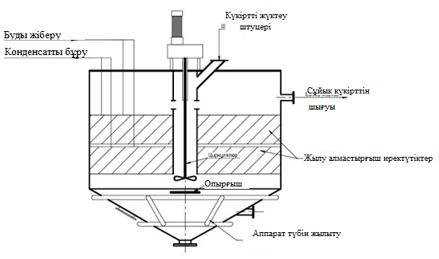 Күкіртті жүктеу
штуцері
Буды жіберу
Конденсатты бұру
Сұйық күкірттің
шығуы
Жылу алмастырғыш иректүтіктер
Опырғыш
Аппарат түбін жылыту